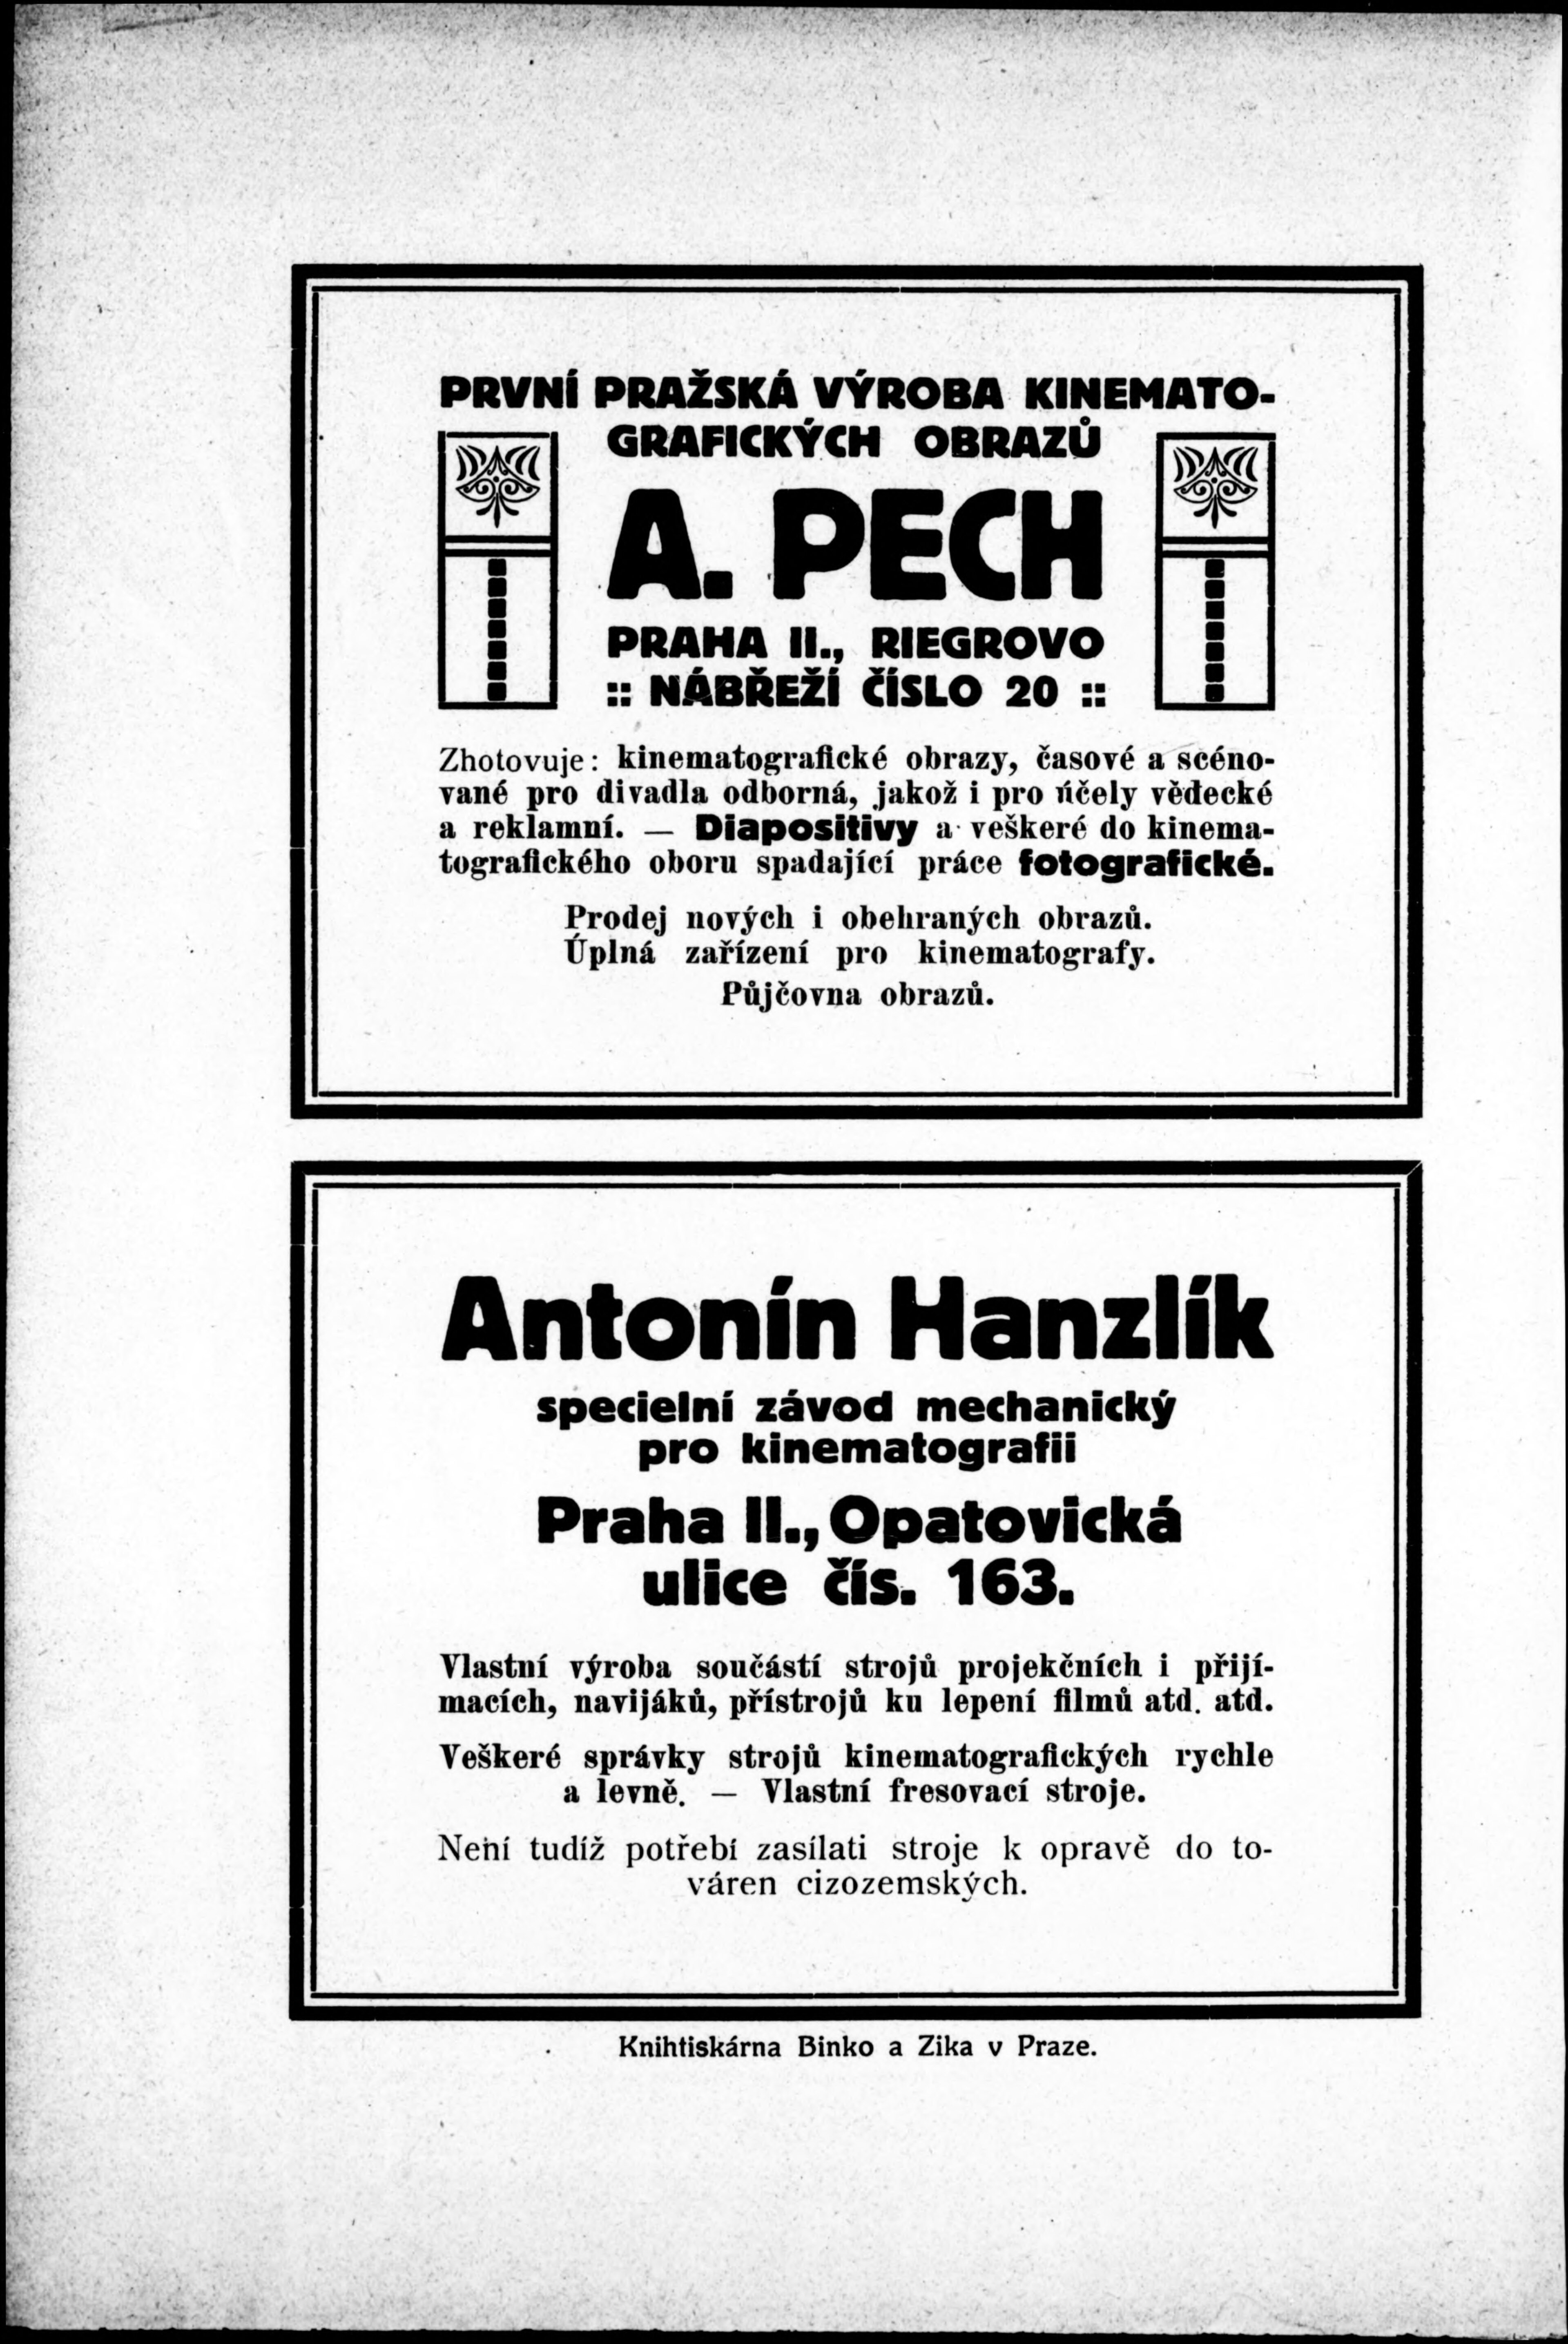 PRVNÍ PRAŽSKÁ VÝROBA KINEMATO-
GRAFICKÝCH OBRAZŮ
A. PECH
PRAHA II., RIEGROVO
:: NÁBŘEŽÍ ČÍSLO 20 ::
Zhotovuje: kinematografické obrazy, časové a scéno-
vané pro divadla odborná, jakož i pro účely vědecké
a reklamní. — Diapositivy a veškeré do kinema-
tografického oboru spadající práce fotografické.
Prodej nových i obehraných obrazů.
Úplná zařízení pro kinematografy.
Půjčovna obrazů.
Antonín Hanzlík
specielní závod mechanický
pro kinematografii
Praha II., Opatovická
ulice čís. 163.
Vlastní výroba součástí strojů projekčních i přijí-
macích, navijáků, přístrojů ku lepení filmů atd. atd.
Veškeré správky strojů kinematografických rychle
a levně. — Vlastní fresovací stroje.
Není tudíž potřebí zasílati stroje k opravě do to-
váren cizozemských.
Knihtiskárna Binko a Zika v Praze.